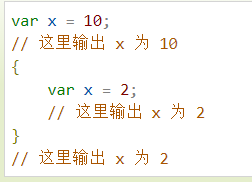 var x = 10;
// 这里输出 x 为 10
{
    var x = 2;
    // 这里输出 x 为 2
}
// 这里输出 x 为 2